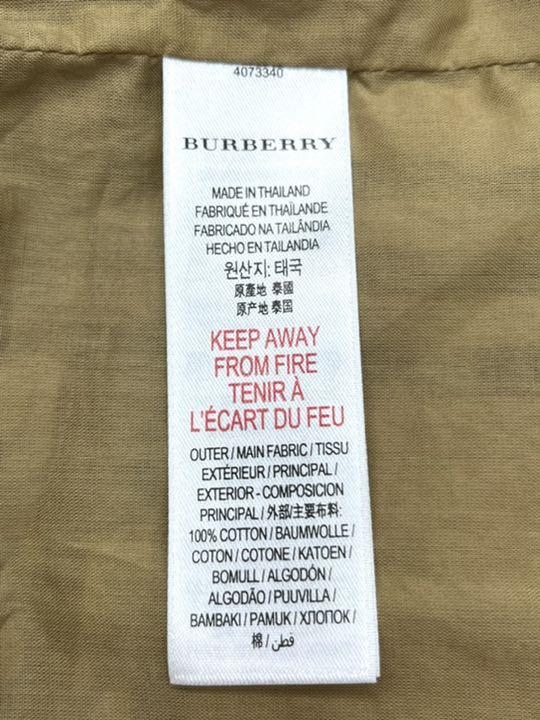 4073340
BURBERRY
MADE IN THAILAND
FABRIQUÉ EN THAÏLANDE
FABRICADO NA TAILÂNDIA
HECHO EN TAILANDIA
원산지: 태국
原產地 泰國
原产地 泰国
KEEP AWAY
FROM FIRE
TENIR À
L'ÉCART DU FEU
OUTER / MAIN FABRIC / TISSU
EXTÉRIEUR / PRINCIPAL /
EXTERIOR - COMPOSICION
PRINCIPAL / 外部/主要布料:
100% COTTON / BAUMWOLLE /
COTON / COTONE / KATOEN /
BOMULL / ALGODÓN /
ALGODÃO / PUUVILLA /
BAMBAKI / PAMUK / ХЛОПОК /
棉 / قطن /